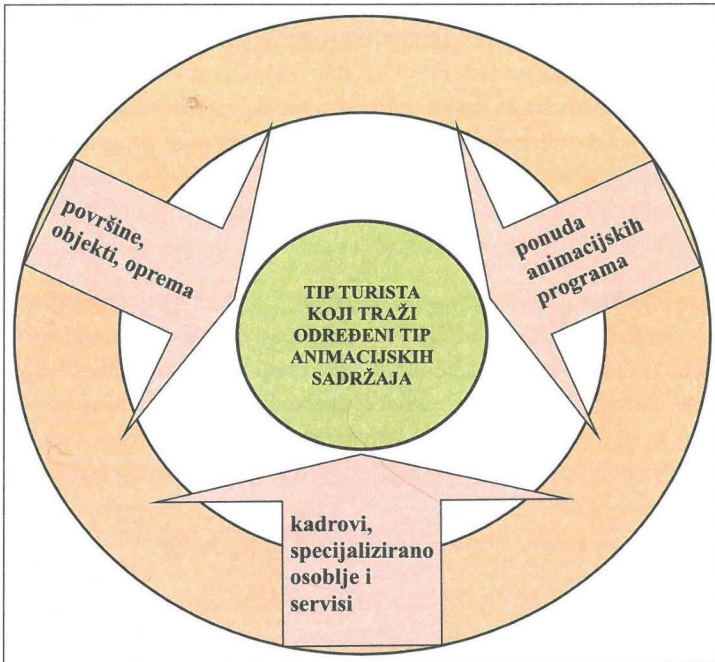 površine,
objekti, oprema
ponuda
animacijskih
programa
TIP TURISTA
KOJI TRAŽI
ODREĐENI TIP
ANIMACIJSKIH
SADRŽAJA
kadrovi,
specijalizirano
osoblje i
servisi